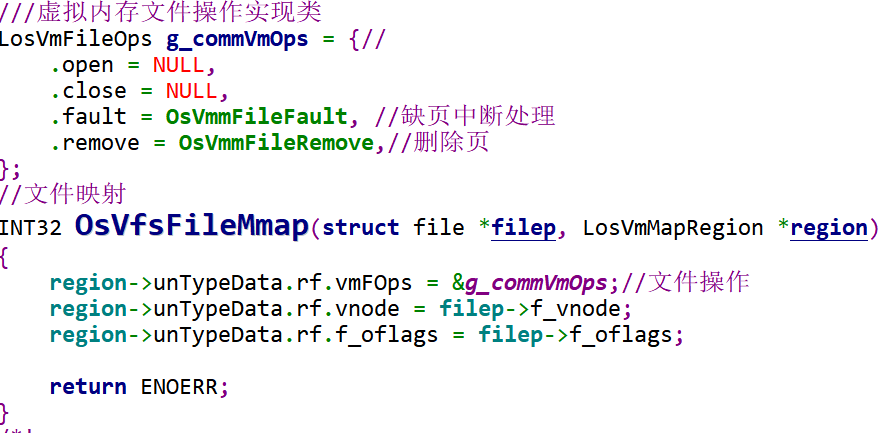 ///虚拟内存文件操作实现类
LosVmFileOps g_commVmOps = {//
    .open = NULL,
    .close = NULL,
    .fault = OsVmmFileFault, //缺页中断处理
    .remove = OsVmmFileRemove,//删除页
};
//文件映射
INT32 OsVfsFileMmap(struct file *filep, LosVmMapRegion *region)
{
    region->unTypeData.rf.vmFOps = &g_commVmOps;//文件操作
    region->unTypeData.rf.vnode = filep->f_vnode;
    region->unTypeData.rf.f_oflags = filep->f_oflags;

    return ENOERR;
}